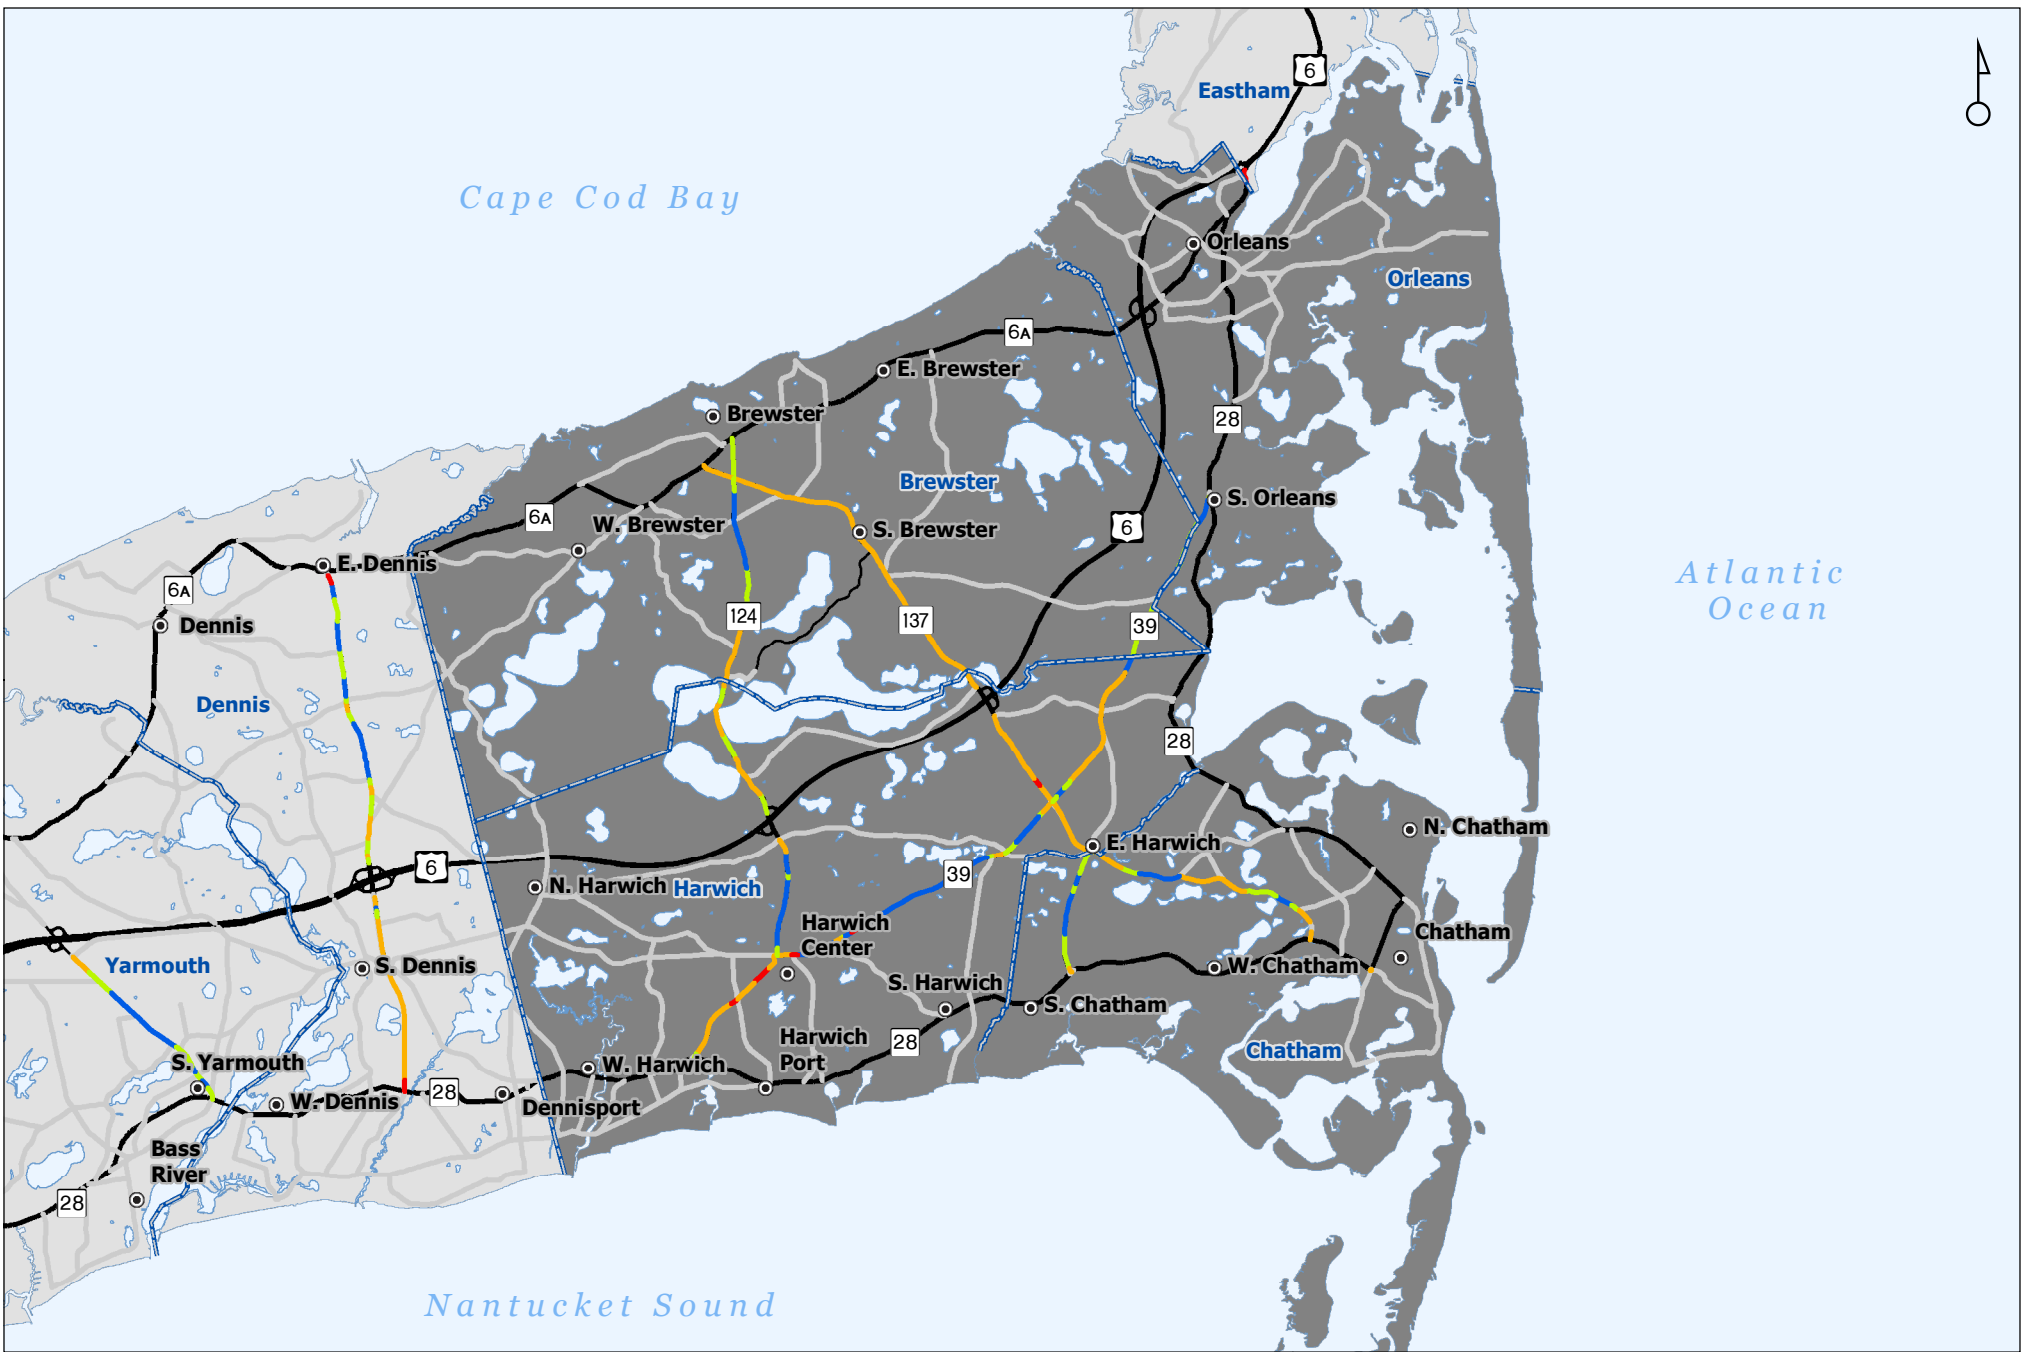 6
Eastham
Cape Cod Bay
Orleans
Orleans
6A
E. Brewster
Brewster
28
Brewster
S. Orleans
6A
W. Brewster
S. Brewster
6
E. Dennis
6A
Atlantic
Ocean
124
137
39
Dennis
Dennis
28
N. Chatham
E. Harwich
6
39
N. Harwich
Harwich
Harwich
Center
Chatham
Yarmouth
S. Dennis
W. Chatham
S. Harwich
S. Chatham
Harwich
Port
28
Chatham
S. Yarmouth
W. Harwich
28
W. Dennis
Dennisport
Bass
River
28
Nantucket Sound